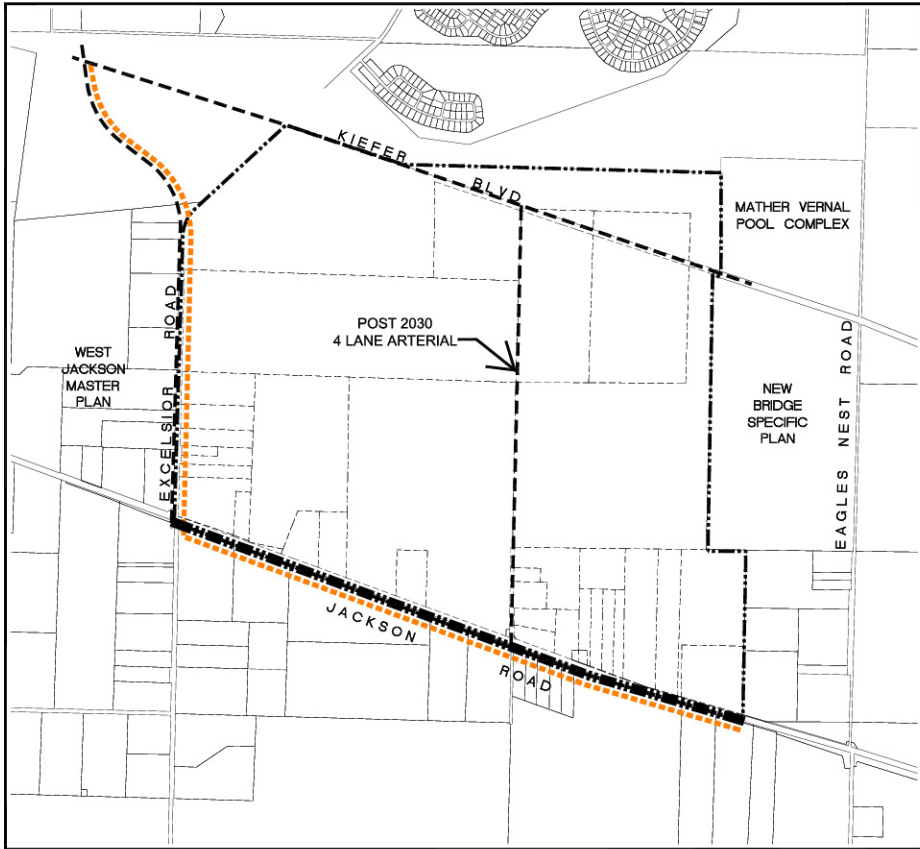 KIEFER
BLVD
MATHER VERNAL
POOL COMPLEX
POST 2030
4 LANE ARTERIAL
WEST
JACKSON
MASTER
PLAN
EXCELSIOR ROAD
NEW
BRIDGE
SPECIFIC
PLAN
EAGLES NEST ROAD
JACKSON
ROAD